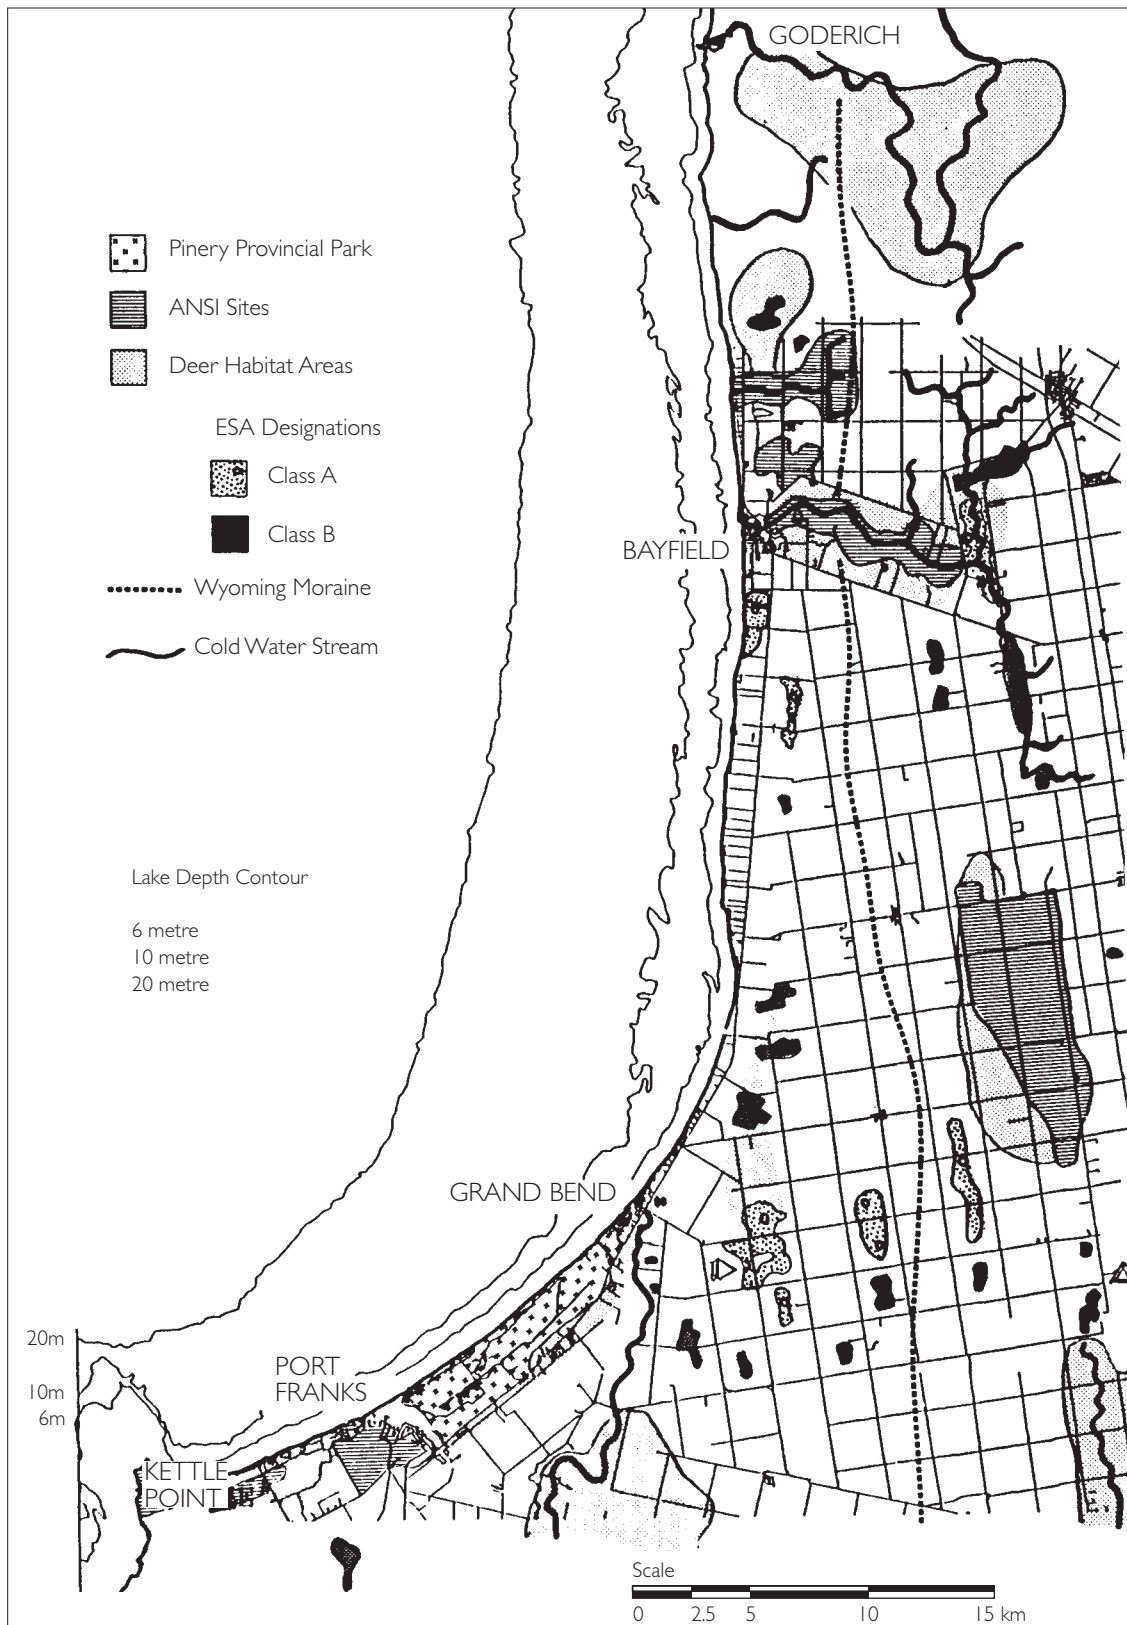 GODERICH
Pinery Provincial Park
ANSI Sites
Deer Habitat Areas
ESA Designations
Class A
Class B
BAYFIELD
Wyoming Moraine
Cold Water Stream
Lake Depth Contour
6 metre
10 metre
20 metre
GRAND BEND
20m
PORT
FRANKS
10m
6m
KETTLE
POINT
Scale
0 2.5 5 10 15 km